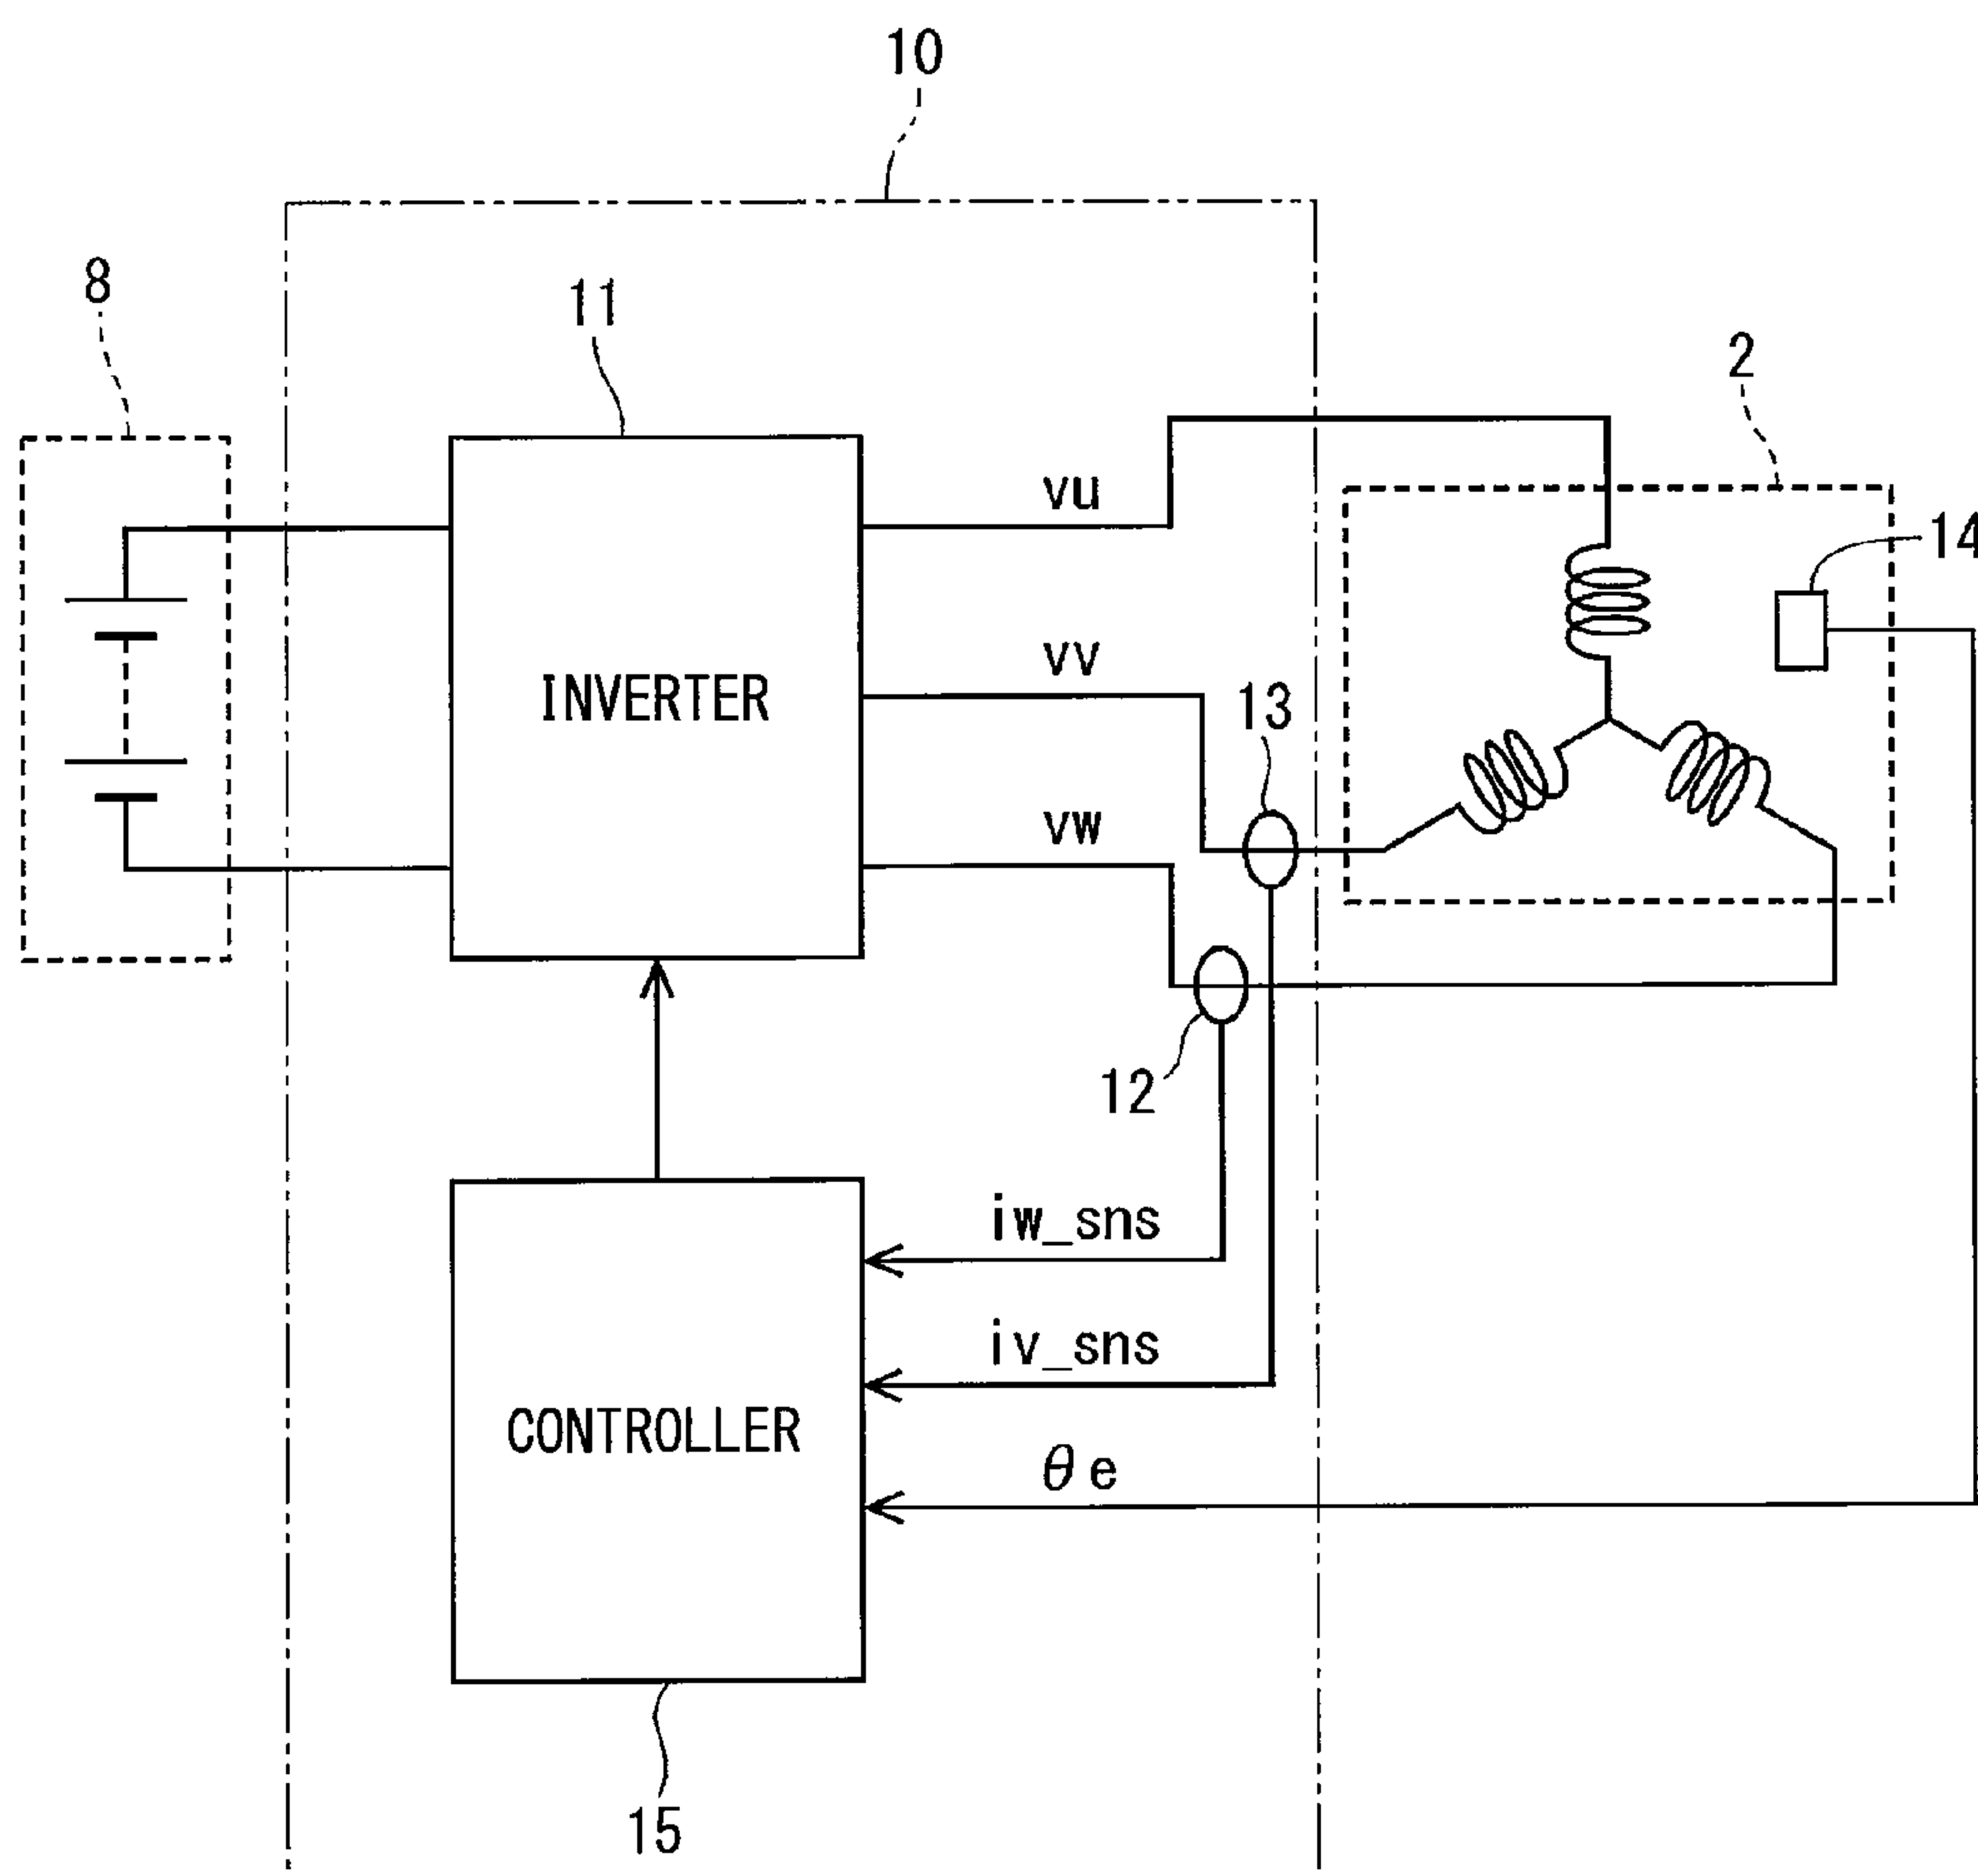 10
8
11
2
vu
14
INVERTER
vv
13
vw
12
iw_sns
iv_sns
CONTROLLER
θe
15